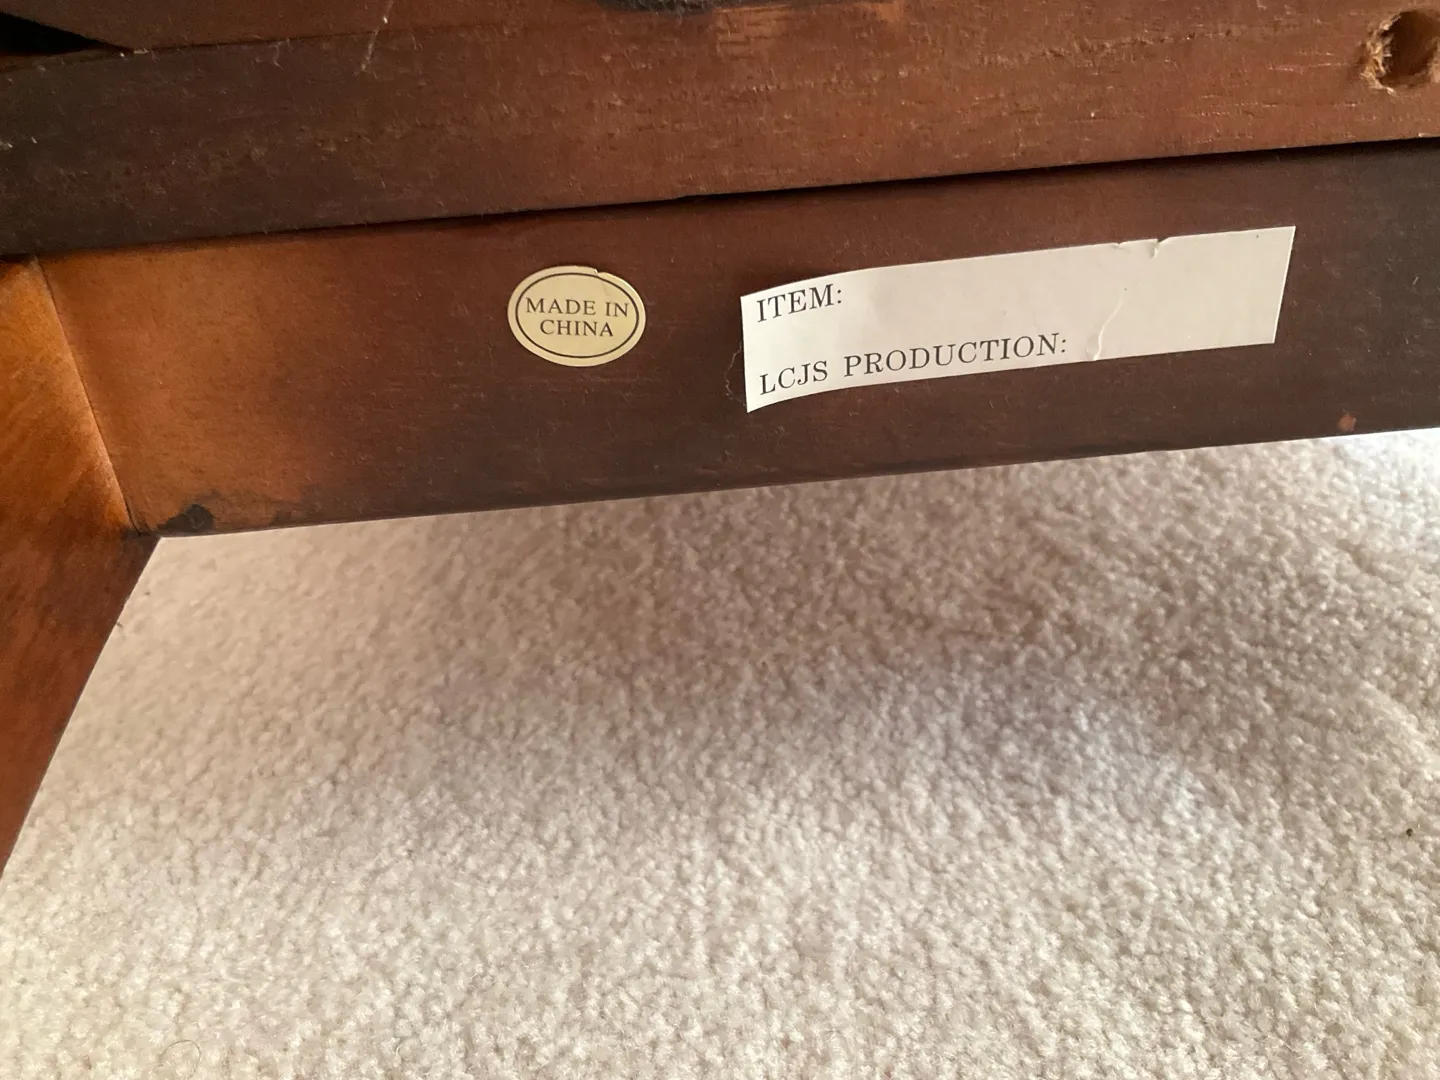 MADE IN
CHINA
ITEM:
LCJS PRODUCTION: